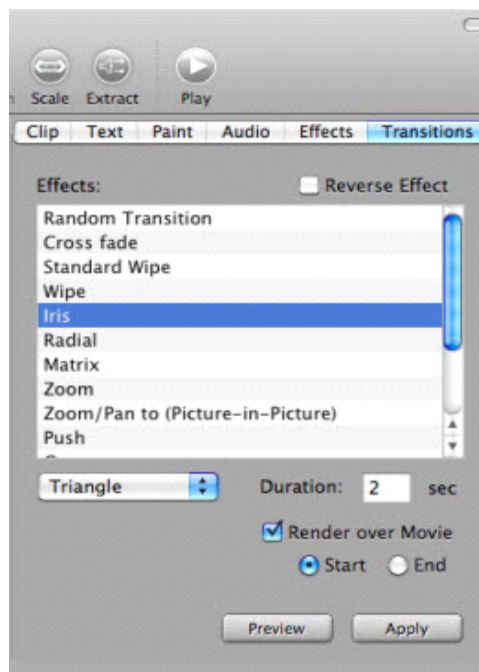 Scale Extract Play
Clip Text Paint Audio Effects Transitions
Effects: Reverse Effect
Random Transition
Cross fade
Standard Wipe
Wipe
Iris
Radial
Matrix
Zoom
Zoom/Pan to (Picture-in-Picture)
Push
Triangle Duration: 2 sec
Render over Movie
Start End
Preview Apply